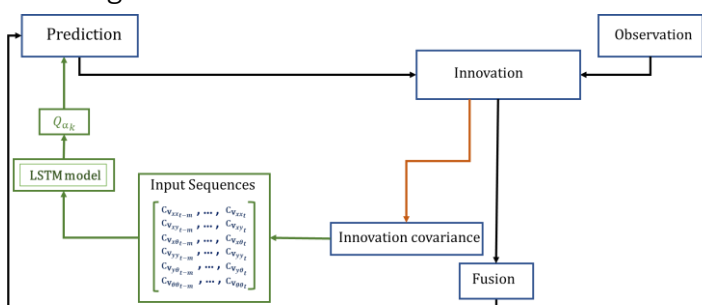 Prediction
Observation
Innovation
Q_{α_k}
LSTM model
Input Sequences
C_{v_{xx_{t-m}}} , ... , C_{v_{xx_t}}
C_{v_{xy_{t-m}}} , ... , C_{v_{xy_t}}
C_{v_{xθ_{t-m}}} , ... , C_{v_{xθ_t}}
C_{v_{yy_{t-m}}} , ... , C_{v_{yy_t}}
C_{v_{yθ_{t-m}}} , ... , C_{v_{yθ_t}}
C_{v_{θθ_{t-m}}} , ... , C_{v_{θθ_t}}
Innovation covariance
Fusion